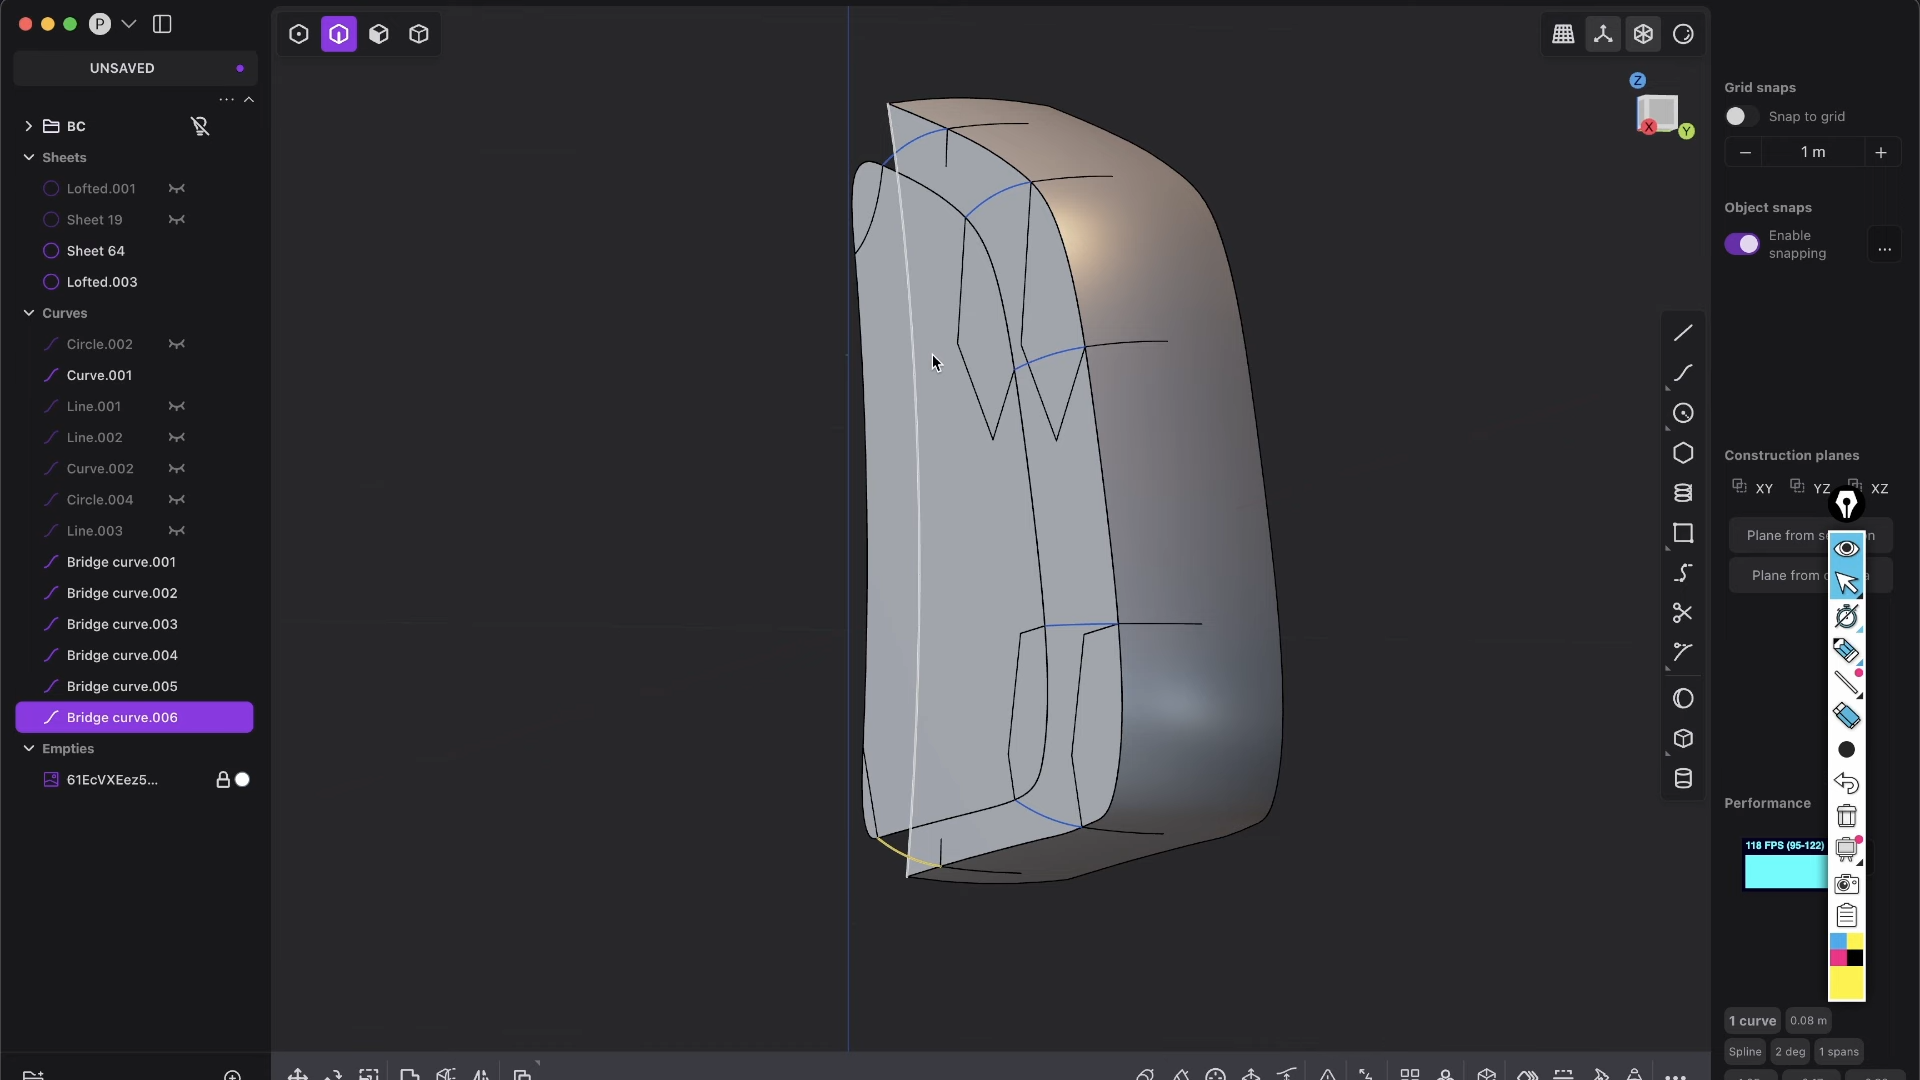 P
UNSAVED
BC
Sheets
Lofted.001
Sheet 19
Sheet 64
Lofted.003
Curves
Circle.002
Curve.001
Line.001
Line.002
Curve.002
Circle.004
Line.003
Bridge curve.001
Bridge curve.002
Bridge curve.003
Bridge curve.004
Bridge curve.005
Bridge curve.006
Empties
61EcVXEez5...
Z
X
Y
Grid snaps
Snap to grid
1 m
Object snaps
Enable
snapping
Construction planes
XY
YZ
XZ
Plane from
Plane from
Performance
118 FPS (95-122)
1 curve
0.08 m
Spline
2 deg
1 spans